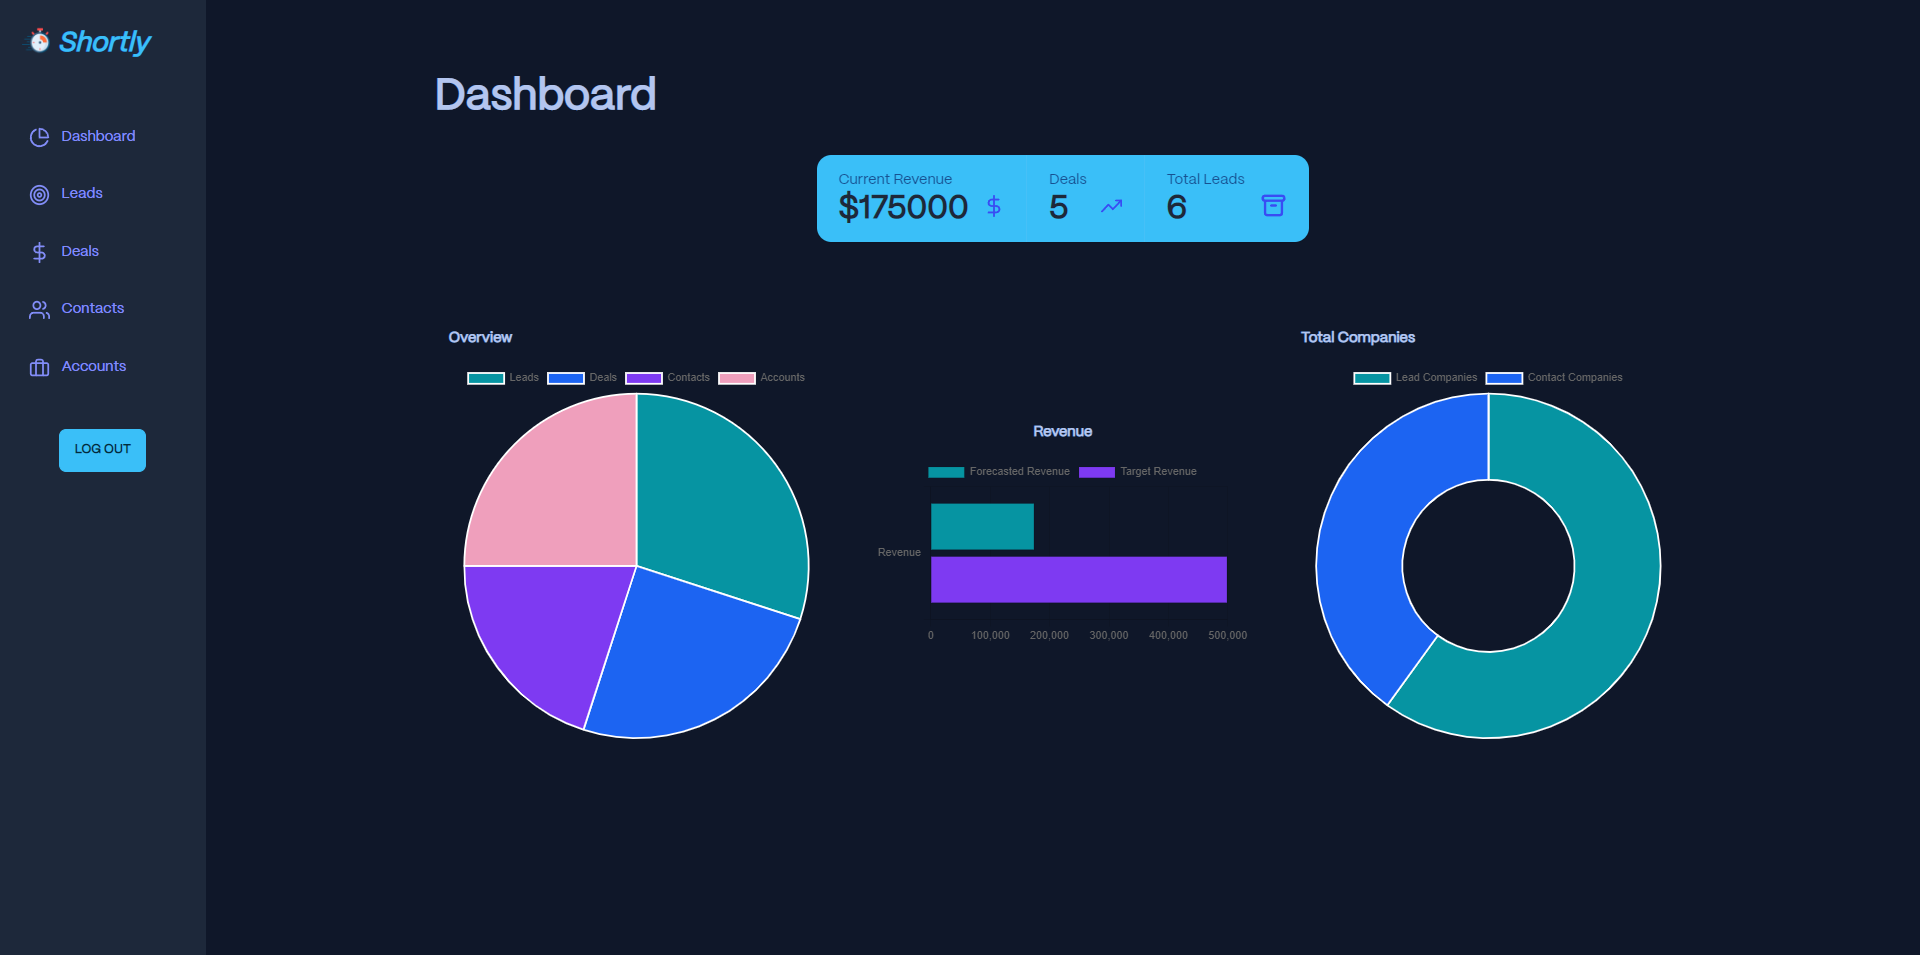 Shortly
Dashboard
Leads
Deals
Contacts
Accounts
LOG OUT
Dashboard
Current Revenue
$175000
Deals
5
Total Leads
6
Overview
Leads Deals Contacts Accounts
Revenue
Forecasted Revenue Target Revenue
Revenue
0 100,000 200,000 300,000 400,000 500,000
Total Companies
Lead Companies Contact Companies